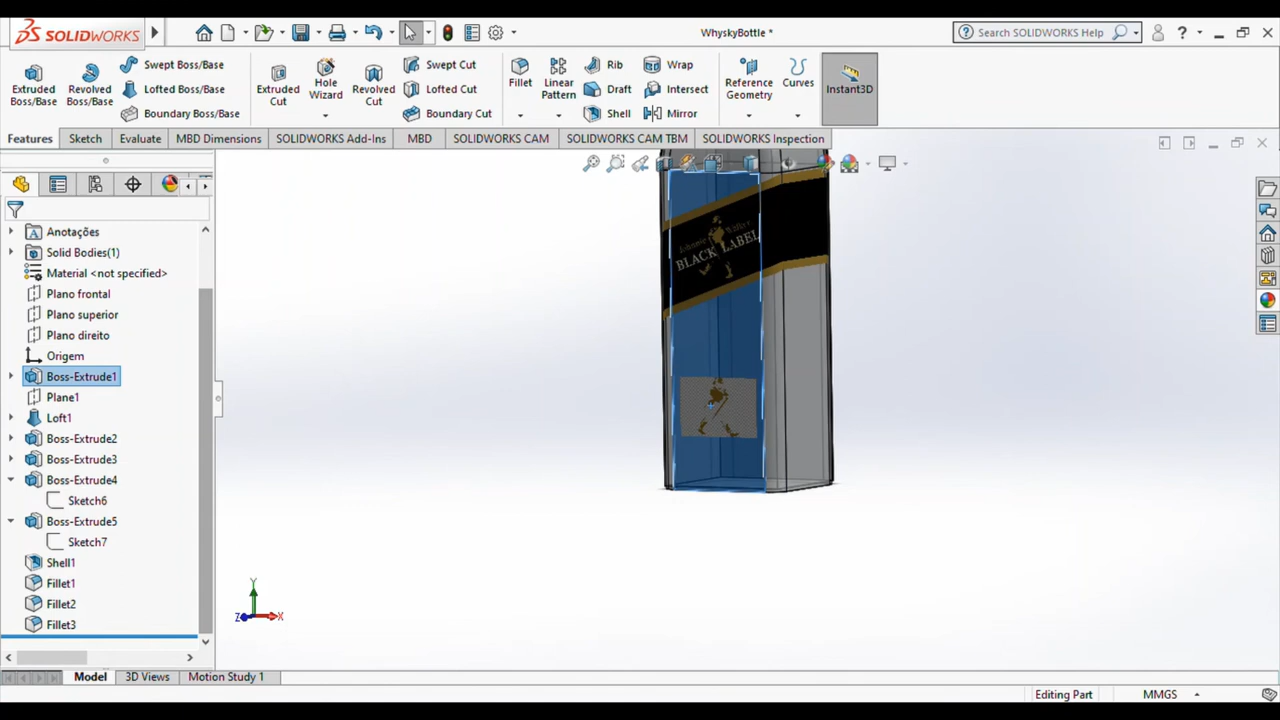 SOLIDWORKS
WhyskyBottle *
Search SOLIDWORKS Help
Extruded Boss/Base
Revolved Boss/Base
Swept Boss/Base
Lofted Boss/Base
Boundary Boss/Base
Extruded Cut
Hole Wizard
Revolved Cut
Swept Cut
Lofted Cut
Boundary Cut
Fillet
Linear Pattern
Rib
Draft
Shell
Wrap
Intersect
Mirror
Reference Geometry
Curves
Instant3D
Features
Sketch
Evaluate
MBD Dimensions
SOLIDWORKS Add-Ins
MBD
SOLIDWORKS CAM
SOLIDWORKS CAM TBM
SOLIDWORKS Inspection
Anotações
Solid Bodies(1)
Material <not specified>
Plano frontal
Plano superior
Plano direito
Origem
Boss-Extrude1
Plane1
Loft1
Boss-Extrude2
Boss-Extrude3
Boss-Extrude4
Sketch6
Boss-Extrude5
Sketch7
Shell1
Fillet1
Fillet2
Fillet3
Johnnie Walker
BLACK LABEL
Y
Z
X
Model
3D Views
Motion Study 1
Editing Part
MMGS